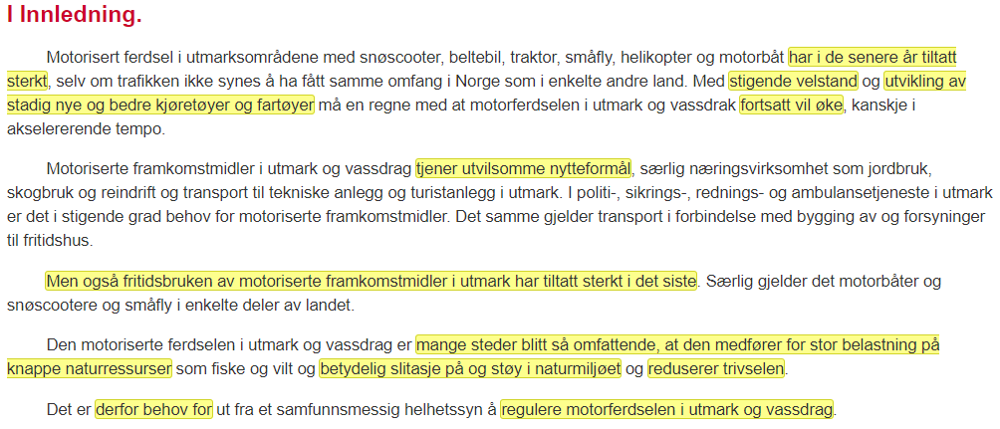 I Innledning.
Motorisert ferdsel i utmarksområdene med snøscooter, beltebil, traktor, småfly, helikopter og motorbåt har i de senere år tiltatt
sterkt, selv om trafikken ikke synes å ha fått samme omfang i Norge som i enkelte andre land. Med stigende velstand og utvikling av
stadig nye og bedre kjøretøyer og fartøyer må en regne med at motorferdselen i utmark og vassdrak fortsatt vil øke, kanskje i
akselererende tempo.
Motoriserte framkomstmidler i utmark og vassdrag tjener utvilsomme nytteformål, særlig næringsvirksomhet som jordbruk,
skogbruk og reindrift og transport til tekniske anlegg og turistanlegg i utmark. I politi-, sikrings-, rednings- og ambulansetjeneste i utmark
er det i stigende grad behov for motoriserte framkomstmidler. Det samme gjelder transport i forbindelse med bygging av og forsyninger
til fritidshus.
Men også fritidsbruken av motoriserte framkomstmidler i utmark har tiltatt sterkt i det siste. Særlig gjelder det motorbåter og
snøscootere og småfly i enkelte deler av landet.
Den motoriserte ferdselen i utmark og vassdrag er mange steder blitt så omfattende, at den medfører for stor belastning på
knappe naturressurser som fiske og vilt og betydelig slitasje på og støy i naturmiljøet og reduserer trivselen.
Det er derfor behov for ut fra et samfunnsmessig helhetssyn å regulere motorferdselen i utmark og vassdrag.